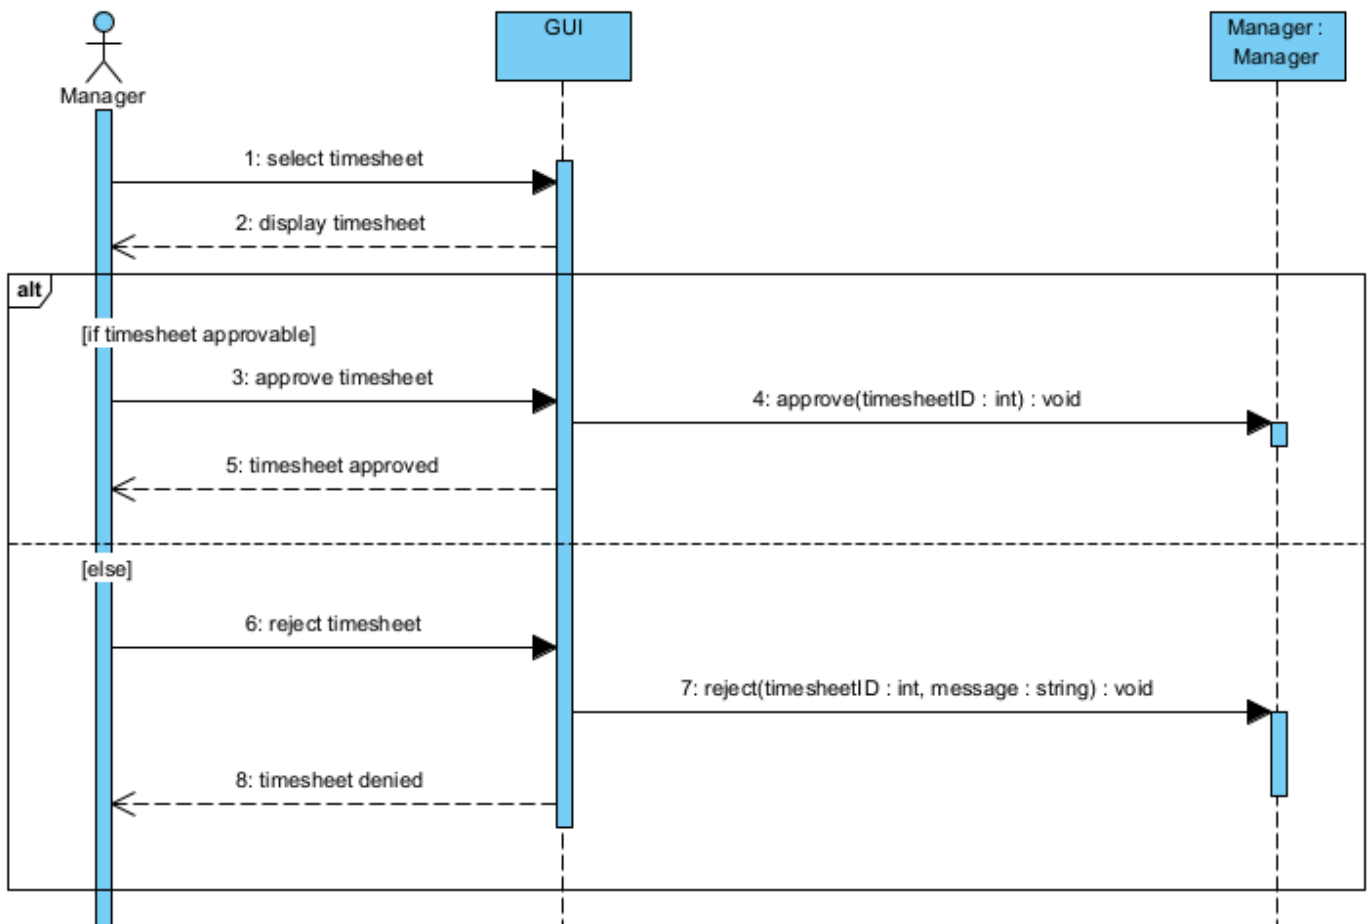 Manager
GUI
Manager :
Manager
1: select timesheet
2: display timesheet
alt
[if timesheet approvable]
3: approve timesheet
4: approve(timesheetID : int) : void
5: timesheet approved
[else]
6: reject timesheet
7: reject(timesheetID : int, message : string) : void
8: timesheet denied